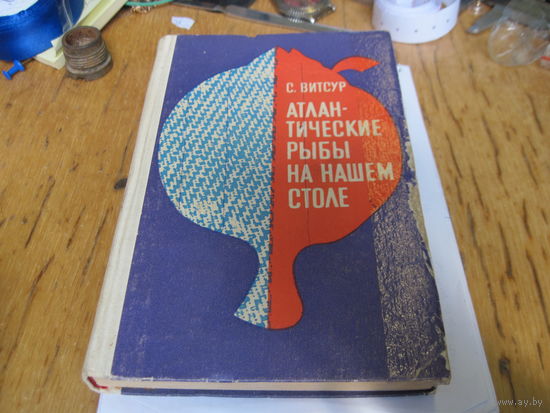 С. ВИТСУР
АТЛАН-
ТИЧЕСКИЕ
РЫБЫ
НА НАШЕМ
СТОЛЕ
www.ay.by